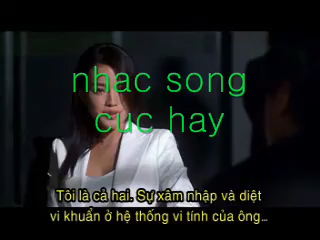 nhac song
cuc hay
Tôi là cả hai. Sự xâm nhập và diệt
vi khuẩn ở hệ thống vi tính của ông...